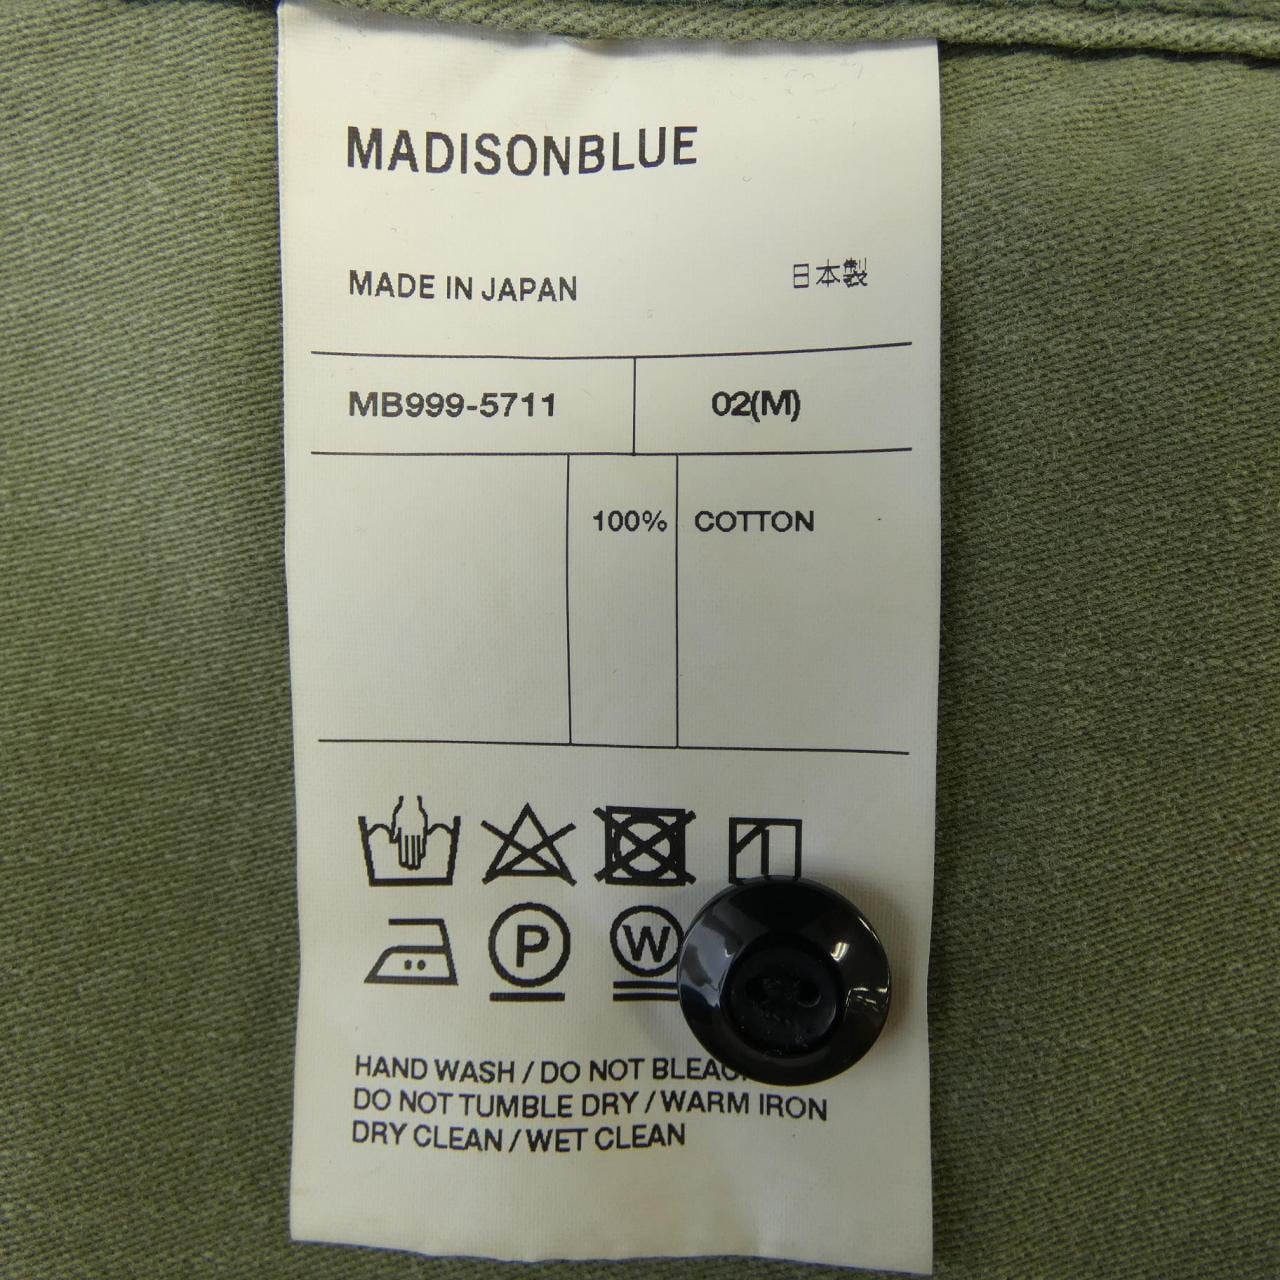 MADISONBLUE
MADE IN JAPAN 日本製
MB999-5711 02(M)
100% COTTON
P W
HAND WASH / DO NOT
DO NOT TUMBLE DRY / WARM IRON
DRY CLEAN / WET CLEAN